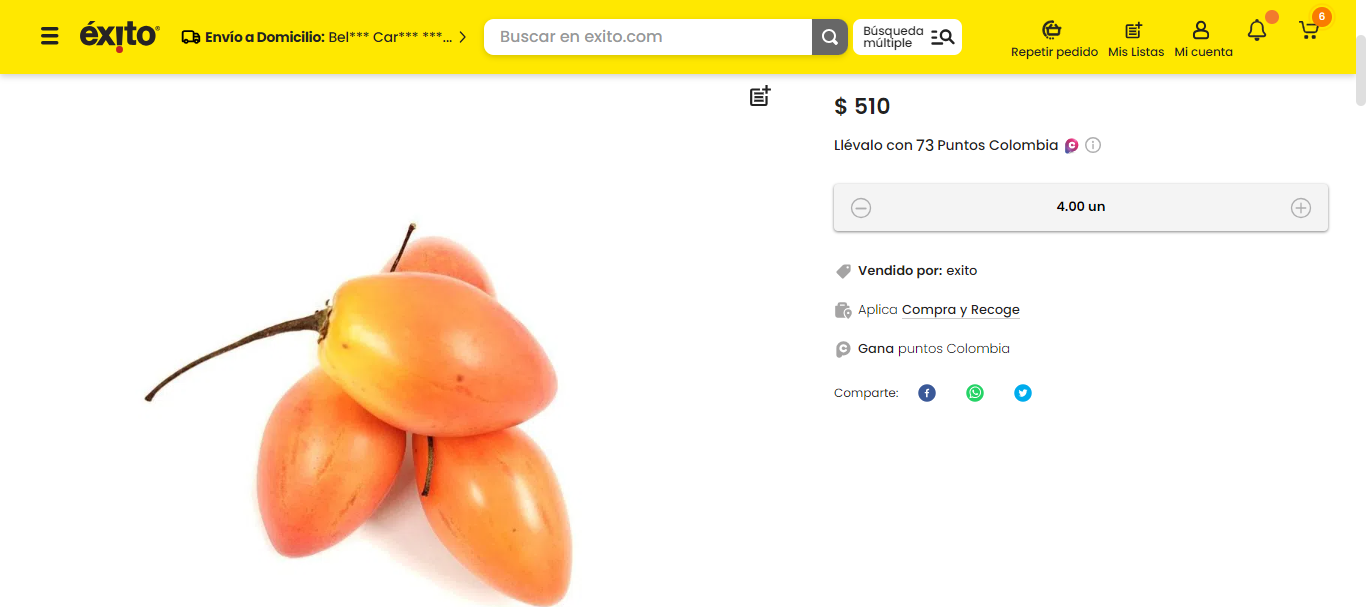 éxito
Envío a Domicilio: Bel*** Car*** ***...
Buscar en exito.com
Búsqueda
múltiple
Repetir pedido
Mis Listas
Mi cuenta
6
$ 510
Llévalo con 73 Puntos Colombia
4.00 un
Vendido por: exito
Aplica Compra y Recoge
Gana puntos Colombia
Comparte: